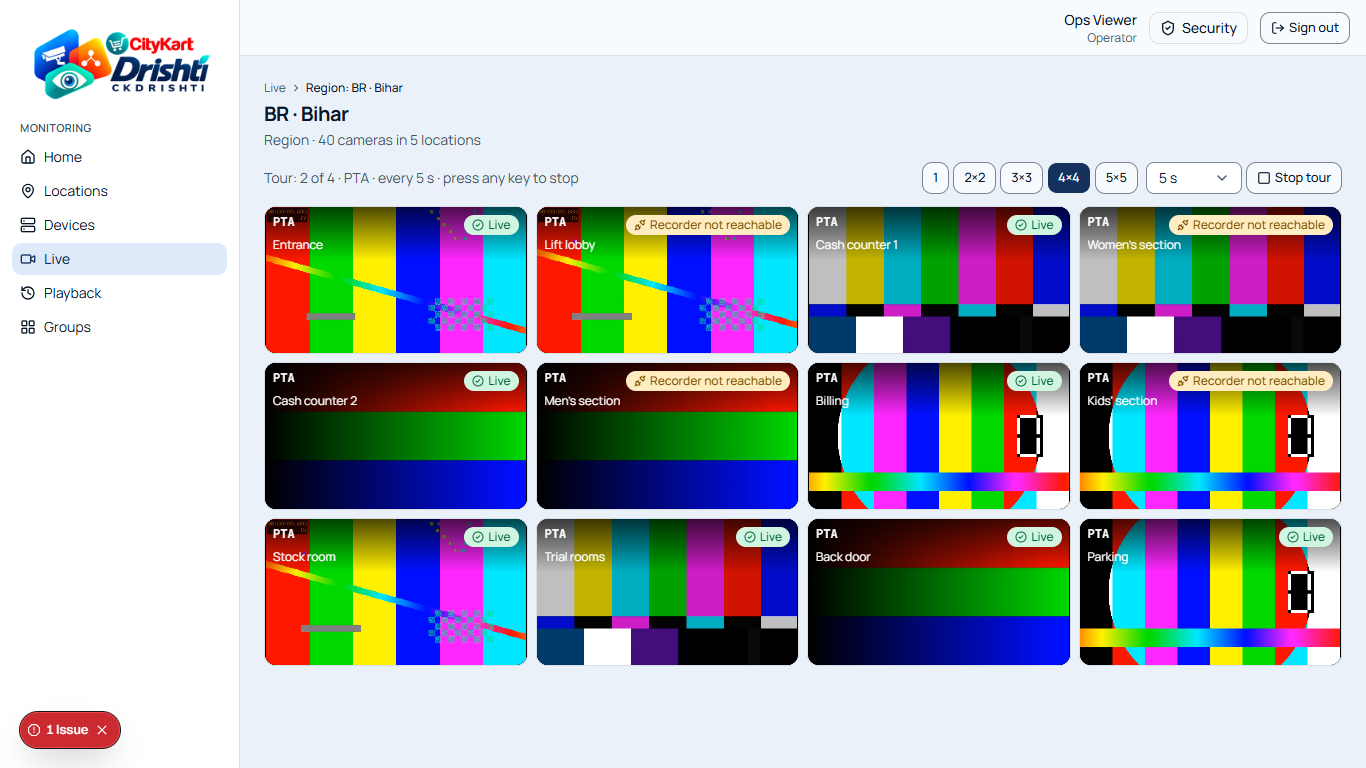 CityKart
Drishti
CKDRISHTI
Ops Viewer
Operator
Security
Sign out
MONITORING
Home
Locations
Devices
Live
Playback
Groups
Live > Region: BR · Bihar
BR · Bihar
Region · 40 cameras in 5 locations
Tour: 2 of 4 · PTA · every 5 s · press any key to stop
1
2×2
3×3
4×4
5×5
5 s
Stop tour
PTA
Live
Entrance
PTA
Recorder not reachable
Lift lobby
PTA
Live
Cash counter 1
PTA
Recorder not reachable
Women's section
PTA
Live
Cash counter 2
PTA
Recorder not reachable
Men's section
PTA
Live
Billing
PTA
Recorder not reachable
Kids' section
PTA
Live
Stock room
PTA
Live
Trial rooms
PTA
Live
Back door
PTA
Live
Parking
1 Issue